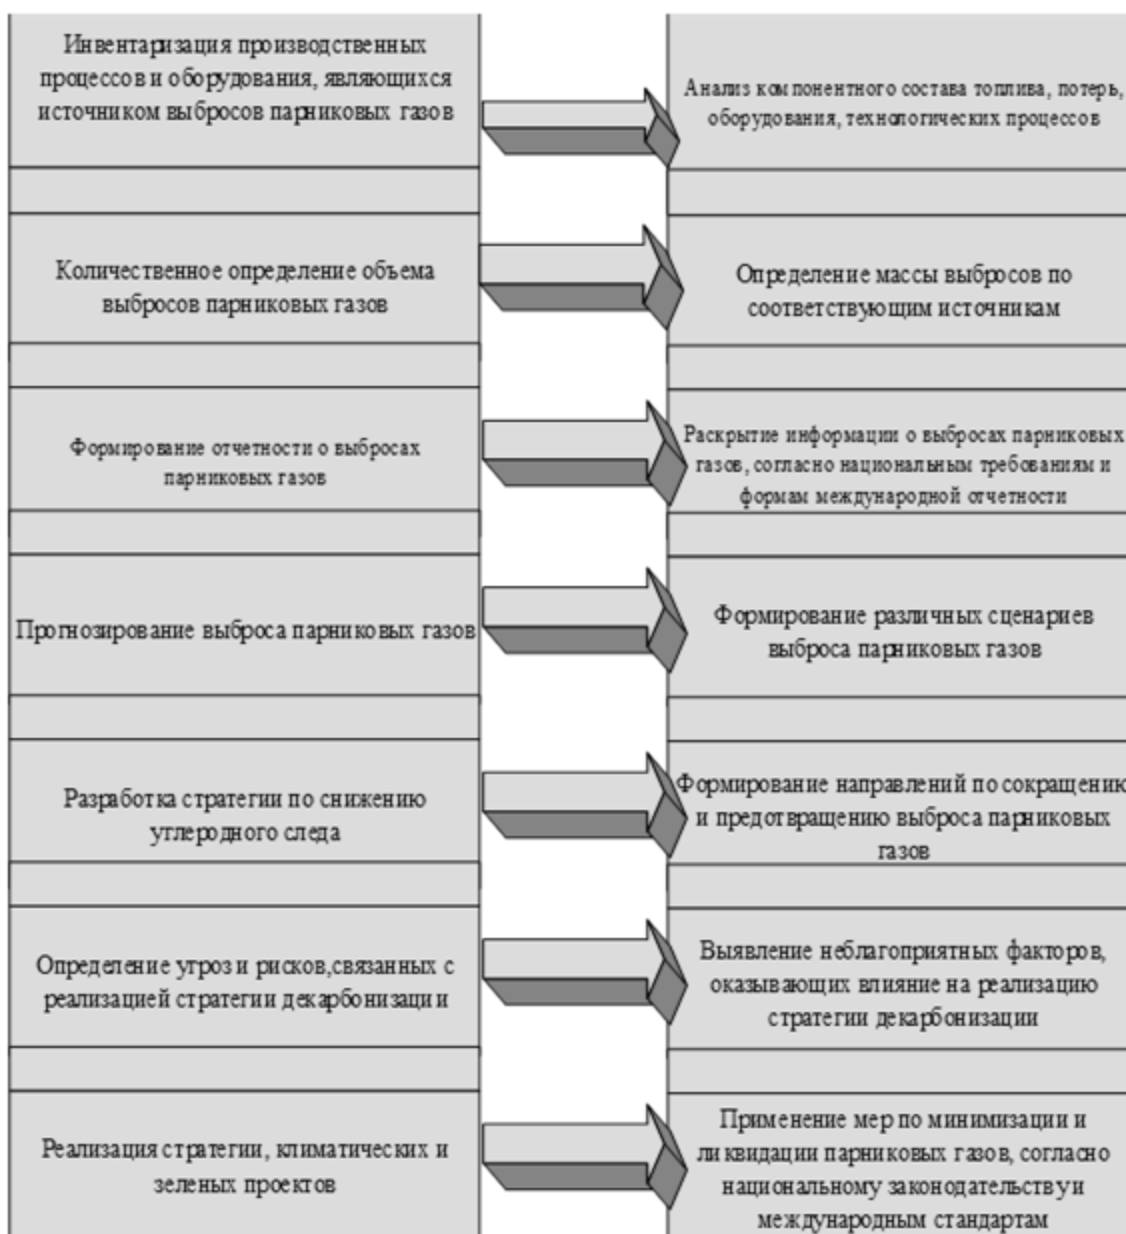 Инвентаризация производственных
процессов и оборудования, являющихся
источником выбросов парниковых газов
Анализ компонентного состава топлива, потерь,
оборудования, технологических процессов
Количественное определение объема
выбросов парниковых газов
Определение массы выбросов по
соответствующим источникам
Формирование отчетности о выбросах
парниковых газов
Раскрытие информации о выбросах парниковых
газов, согласно национальным требованиям и
формам международной отчетности
Прогнозирование выброса парниковых газов
Формирование различных сценариев
выброса парниковых газов
Разработка стратегии по снижению
углеродного следа
Формирование направлений по сокращению
и предотвращению выброса парниковых
газов
Определение угроз и рисков,связанных с
реализацией стратегии декарбонизации
Выявление неблагоприятных факторов,
оказывающих влияние на реализацию
стратегии декарбонизации
Реализация стратегии, климатических и
зеленых проектов
Применение мер по минимизации и
ликвидации парниковых газов, согласно
национальному законодательству и
международным стандартам